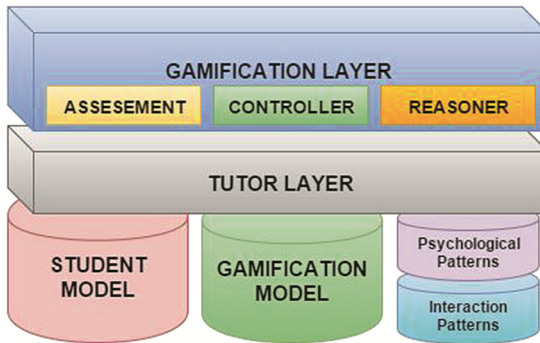 GAMIFICATION LAYER
ASSESEMENT CONTROLLER REASONER
TUTOR LAYER
STUDENT
MODEL
GAMIFICATION
MODEL
Psychological
Patterns
Interaction
Patterns